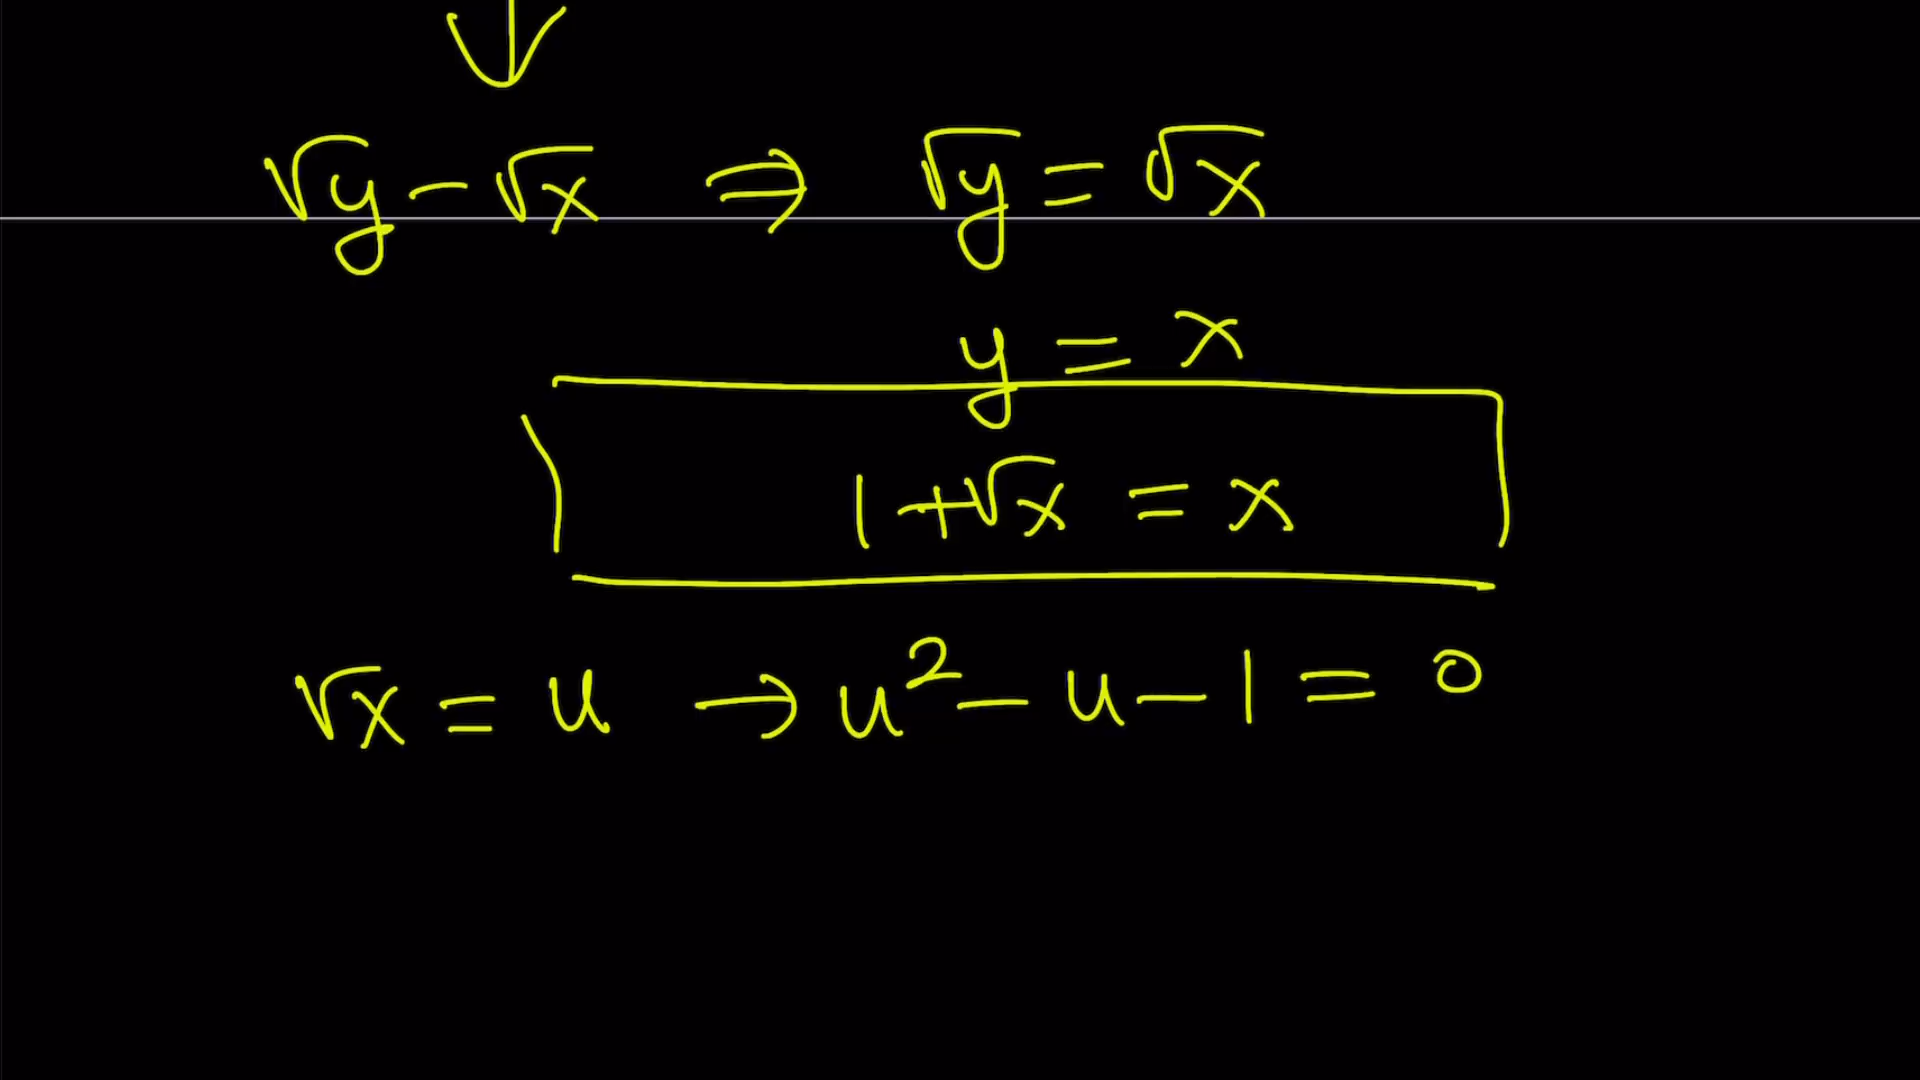 √y - √x ⇒ √y = √x
y = x
1 + √x = x
√x = u → u² - u - 1 = 0